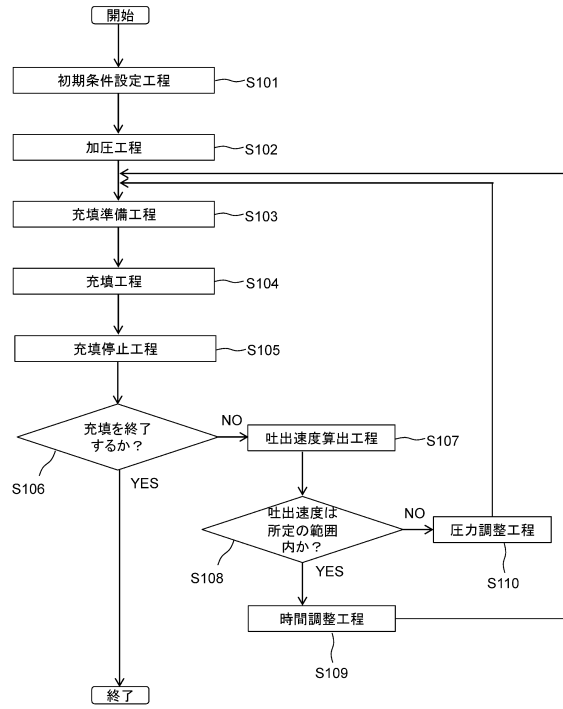 開始
初期条件設定工程
S101
加圧工程
S102
充填準備工程
S103
充填工程
S104
充填停止工程
S105
充填を終了
するか？
S106
NO
YES
吐出速度算出工程
S107
吐出速度は
所定の範囲
内か？
S108
NO
YES
圧力調整工程
S110
時間調整工程
S109
終了